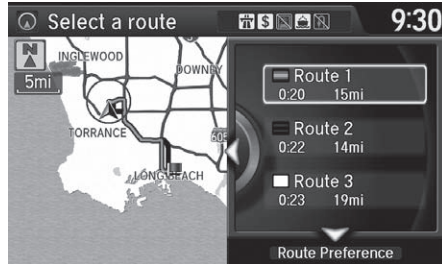 Select a route
$
9:30
N
5mi
INGLEWOOD
DOWNEY
TORRANCE
605
LONG BEACH
Route 1
0:20 15mi
Route 2
0:22 14mi
Route 3
0:23 19mi
Route Preference